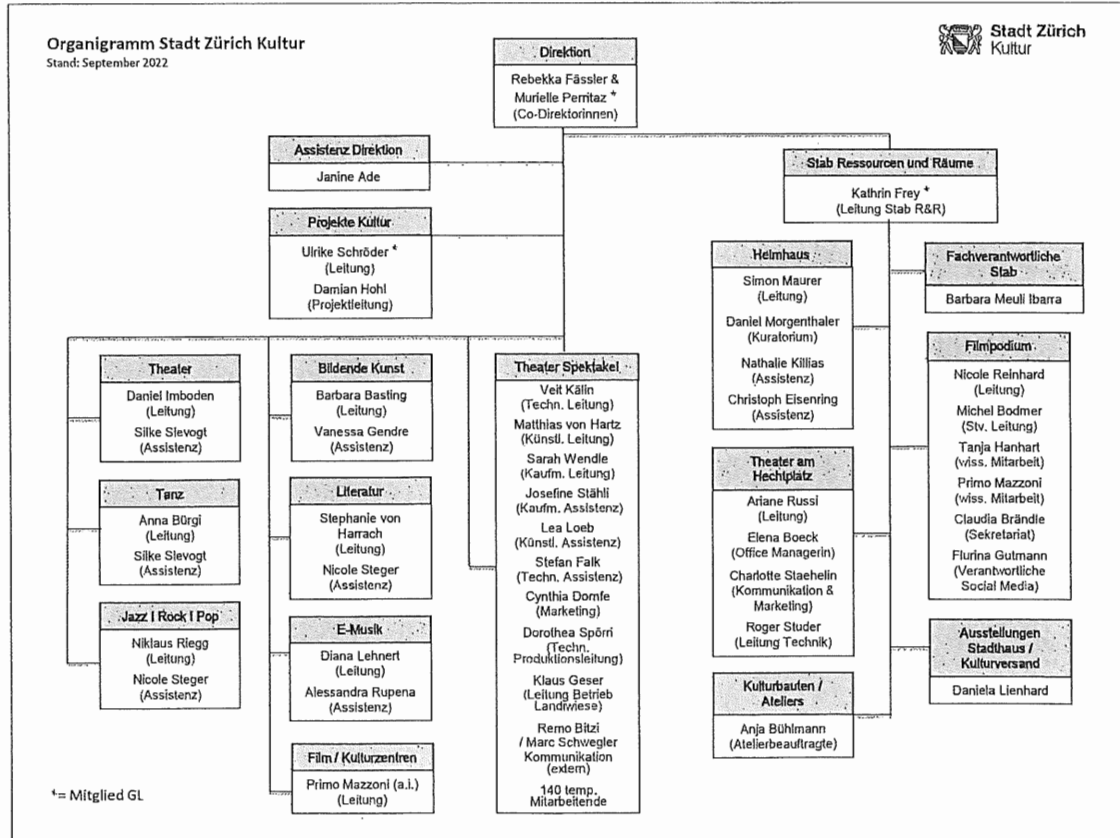 Organigramm Stadt Zürich Kultur
Stand: September 2022
Stadt Zürich
Kultur
Direktion
Rebekka Fässler &
Murielle Perritaz *
(Co-Direktorinnen)
Assistenz Direktion
Janine Ade
Projekte Kultur
Ulrike Schröder *
(Leitung)
Damian Hohl
(Projektleitung)
Stab Ressourcen und Räume
Kathrin Frey *
(Leitung Stab R&R)
Theater
Daniel Imboden
(Leitung)
Silke Slevogt
(Assistenz)
Tanz
Anna Bürgi
(Leitung)
Silke Slevogt
(Assistenz)
Jazz | Rock | Pop
Niklaus Riegg
(Leitung)
Nicole Steger
(Assistenz)
Bildende Kunst
Barbara Basting
(Leitung)
Vanessa Gendre
(Assistenz)
Literatur
Stephanie von
Harrach
(Leitung)
Nicole Steger
(Assistenz)
E-Musik
Diana Lehnert
(Leitung)
Alessandra Rupena
(Assistenz)
Film / Kulturzentren
Primo Mazzoni (a.i.)
(Leitung)
Theater Spektakel
Veit Kälin
(Techn. Leitung)
Matthias von Hartz
(Künstl. Leitung)
Sarah Wendle
(Kaufm. Leitung)
Josefine Stähli
(Kaufm. Assistenz)
Lea Loeb
(Künstl. Assistenz)
Stefan Falk
(Techn. Assistenz)
Cynthia Domfe
(Marketing)
Dorothea Spörri
(Techn.
Produktionsleitung)
Klaus Geser
(Leitung Betrieb
Landiwiese)
Remo Bitzi
/ Marc Schwegler
Kommunikation
(extern)
140 temp.
Mitarbeitende
Helmhaus
Simon Maurer
(Leitung)
Daniel Morgenthaler
(Kuratorium)
Nathalie Killias
(Assistenz)
Christoph Eisenring
(Assistenz)
Theater am
Hechtplatz
Ariane Russi
(Leitung)
Elena Boeck
(Office Managerin)
Charlotte Staehelin
(Kommunikation &
Marketing)
Roger Studer
(Leitung Technik)
Kulturbauten /
Ateliers
Anja Bühlmann
(Atelierbeauftragte)
Fachverantwortliche
Stab
Barbara Meuli Ibarra
Filmpodium
Nicole Reinhard
(Leitung)
Michel Bodmer
(Stv. Leitung)
Tanja Hanhart
(wiss. Mitarbeit)
Primo Mazzoni
(wiss. Mitarbeit)
Claudia Brändle
(Sekretariat)
Flurina Gutmann
(Verantwortliche
Social Media)
Ausstellungen
Stadthaus /
Kulturversand
Daniela Lienhard
*= Mitglied GL